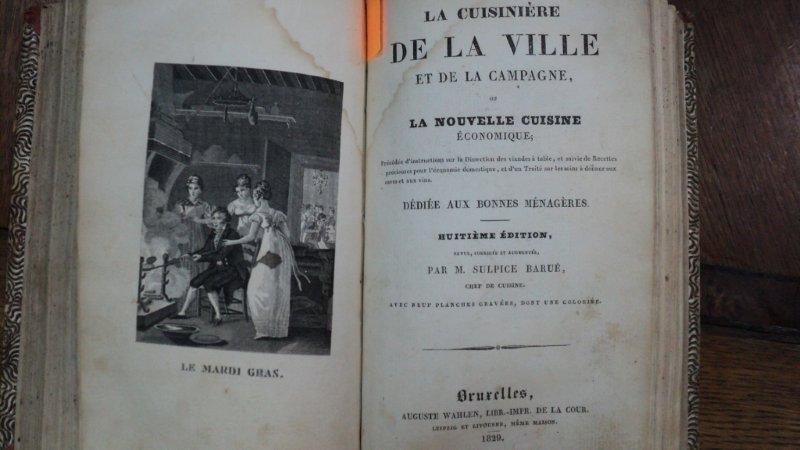 LE MARDI GRAS.
LA CUISINIÈRE
DE LA VILLE
ET DE LA CAMPAGNE,
OU
LA NOUVELLE CUISINE
ÉCONOMIQUE;
Précédée d'instructions sur la Dissection des viandes à table, et suivie de Recettes
précieuses pour l'économie domestique, et d'un Traité sur les soins à donner aux
caves et aux vins.
DÉDIÉE AUX BONNES MÉNAGÈRES.
HUITIÈME ÉDITION,
REVUE, CORRIGÉE ET AUGMENTÉE,
PAR M. SULPICE BARUÉ,
CHEF DE CUISINE.
AVEC NEUF PLANCHES GRAVÉES, DONT UNE COLORIÉE.
Bruxelles,
AUGUSTE WAHLEN, LIBR.-IMPR. DE LA COUR.
LEIPZIG ET LIVOURNE, MÊME MAISON.
1829.